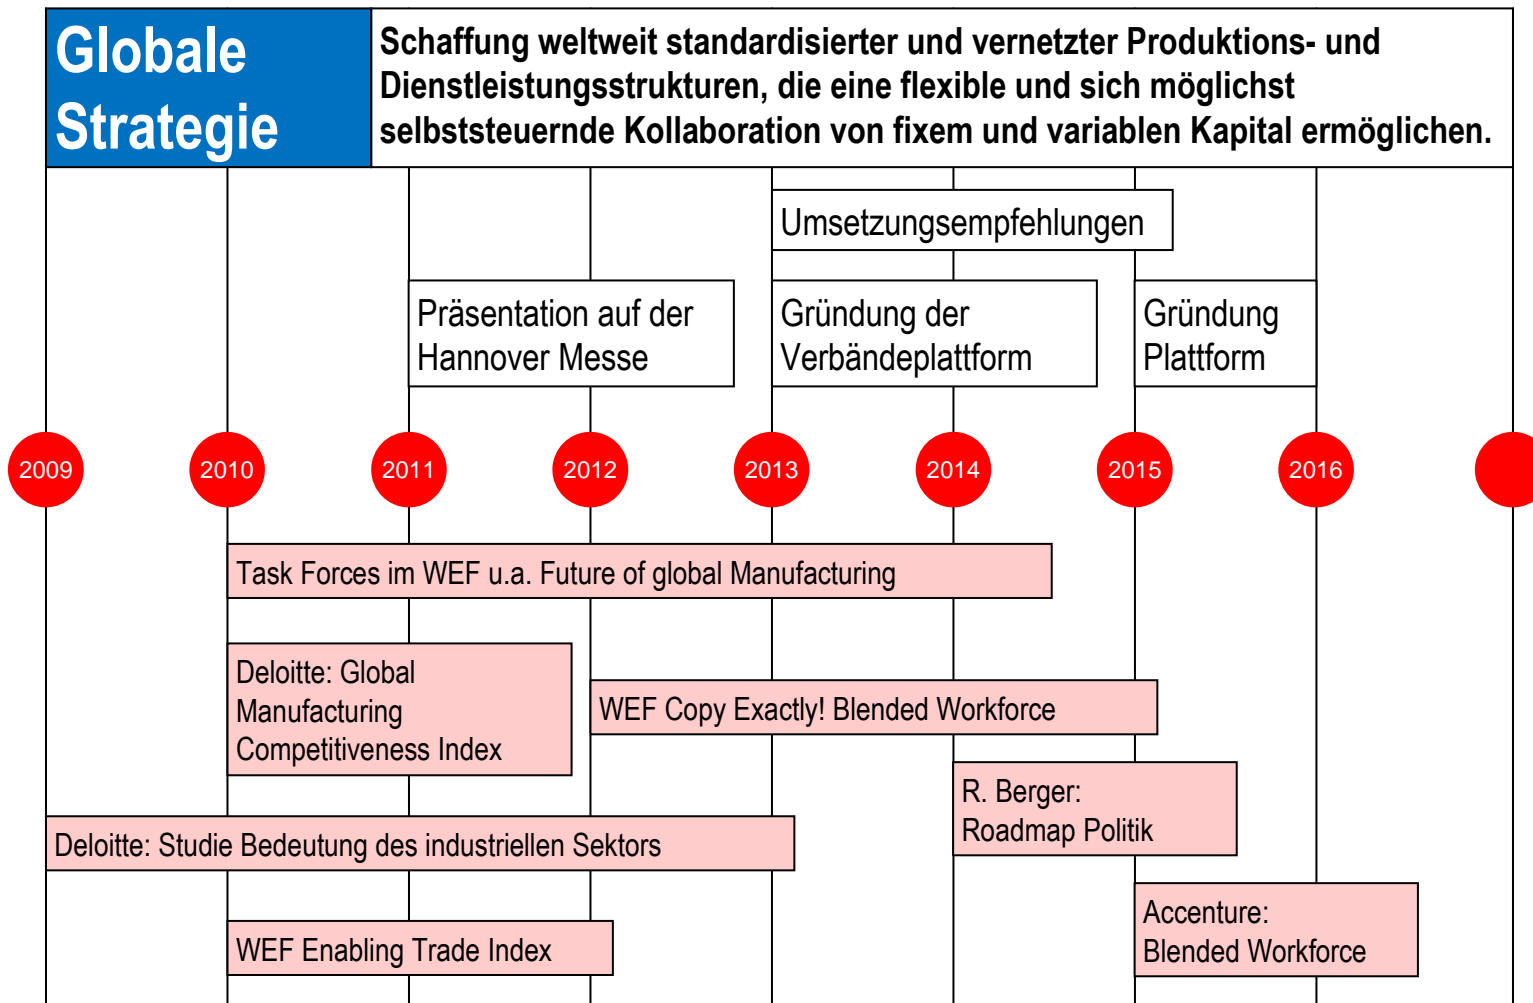 Globale
Strategie
Schaffung weltweit standardisierter und vernetzter Produktions- und
Dienstleistungsstrukturen, die eine flexible und sich möglichst
selbststeuernde Kollaboration von fixem und variablen Kapital ermöglichen.
Umsetzungsempfehlungen
Präsentation auf der
Hannover Messe
Gründung der
Verbändeplattform
Gründung
Plattform
2009
2010
2011
2012
2013
2014
2015
2016
Task Forces im WEF u.a. Future of global Manufacturing
Deloitte: Global
Manufacturing
Competitiveness Index
WEF Copy Exactly! Blended Workforce
R. Berger:
Roadmap Politik
Deloitte: Studie Bedeutung des industriellen Sektors
Accenture:
Blended Workforce
WEF Enabling Trade Index